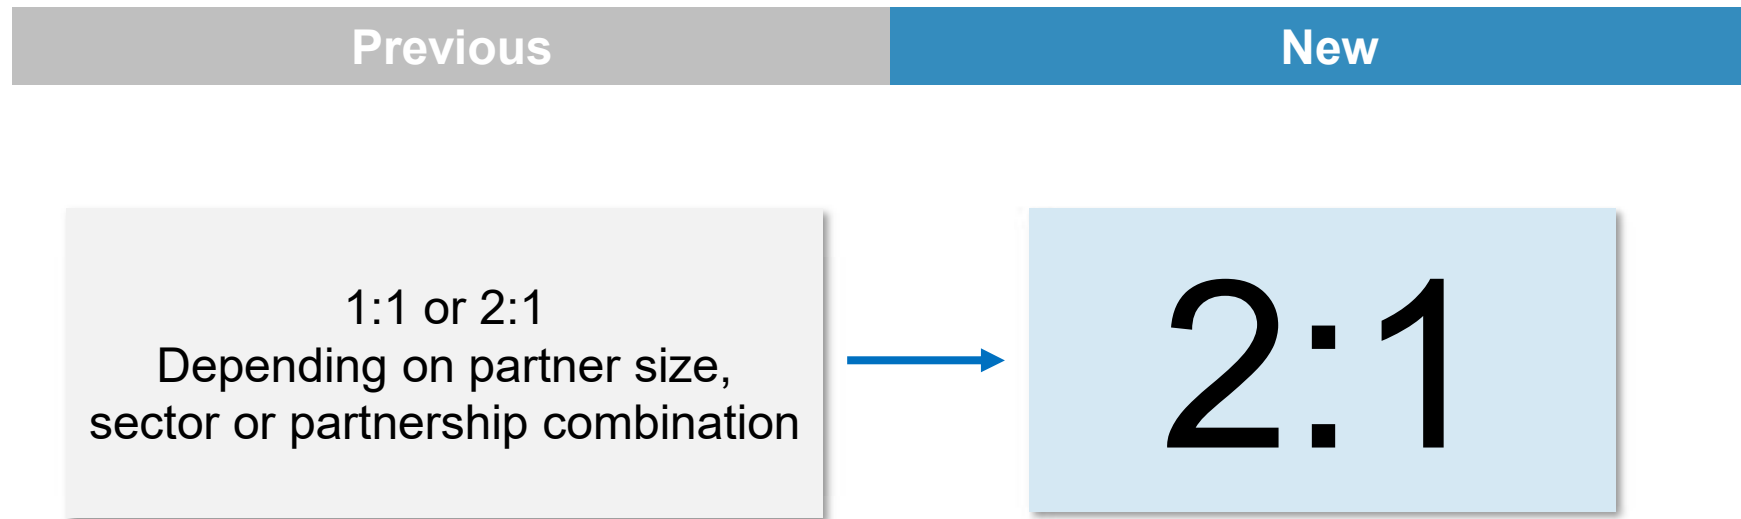 Previous
New
1:1 or 2:1
Depending on partner size,
sector or partnership combination
2:1